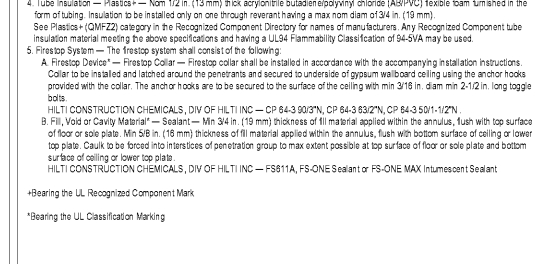 4. Tube Insulation — Plastics+ — Nom 1/2 in. (13 mm) thick acrylonitrile butadiene/polyvinyl chloride (AB/PVC) flexible foam furnished in the
form of tubing. Insulation to be installed only on one through reverant having a max nom diam of 3/4 in. (19 mm).
See Plastics+ (QMFZ2) category in the Recognized Component Directory for names of manufacturers. Any Recognized Component tube
insulation material meeting the above specifications and having a UL94 Flammability Classification of 94-5VA may be used.
5. Firestop System — The firestop system shall consist of the following:
A. Firestop Device* — Firestop Collar — Firestop collar shall be installed in accordance with the accompanying installation instructions.
Collar to be installed and latched around the penetrants and secured to underside of gypsum wallboard ceiling using the anchor hooks
provided with the collar. The anchor hooks are to be secured to the surface of the ceiling with min 3/16 in. diam min 2-1/2 in. long toggle
bolts.
HILTI CONSTRUCTION CHEMICALS, DIV OF HILTI INC — CP 64-3 90/3"N, CP 64-3 63/2"N, CP 64-3 50/1-1/2"N .
B. Fill, Void or Cavity Material* — Sealant — Min 3/4 in. (19 mm) thickness of fill material applied within the annulus, flush with top surface
of floor or sole plate. Min 5/8 in. (16 mm) thickness of fill material applied within the annulus, flush with bottom surface of ceiling or lower
top plate. Caulk to be forced into interstices of penetration group to max extent possible at top surface of floor or sole plate and bottom
surface of ceiling or lower top plate.
HILTI CONSTRUCTION CHEMICALS, DIV OF HILTI INC — FS611A, FS-ONE Sealant or FS-ONE MAX Intumescent Sealant
+Bearing the UL Recognized Component Mark
*Bearing the UL Classification Marking